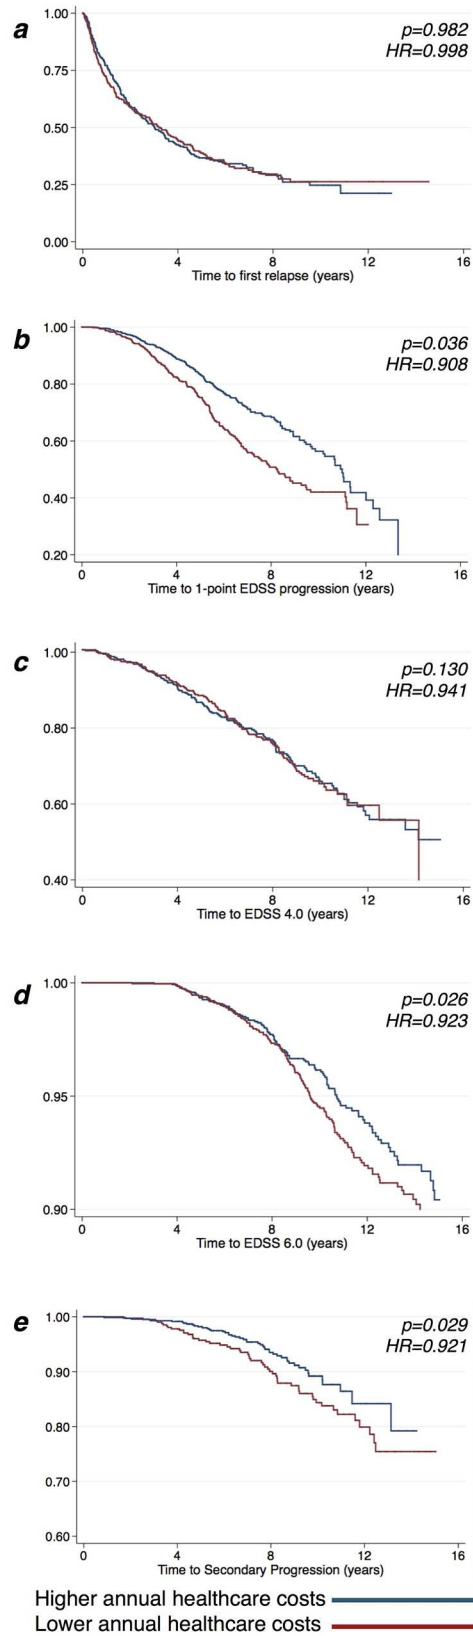 a
p=0.982
HR=0.998
1.00
0.75
0.50
0.25
0.00
0 4 8 12 16
Time to first relapse (years)
b
p=0.036
HR=0.908
1.00
0.80
0.60
0.40
0.20
0 4 8 12 16
Time to 1-point EDSS progression (years)
c
p=0.130
HR=0.941
1.00
0.80
0.60
0.40
0 4 8 12 16
Time to EDSS 4.0 (years)
d
p=0.026
HR=0.923
1.00
0.95
0.90
0 4 8 12 16
Time to EDSS 6.0 (years)
e
p=0.029
HR=0.921
1.00
0.90
0.80
0.70
0.60
0 4 8 12 16
Time to Secondary Progression (years)
Higher annual healthcare costs
Lower annual healthcare costs